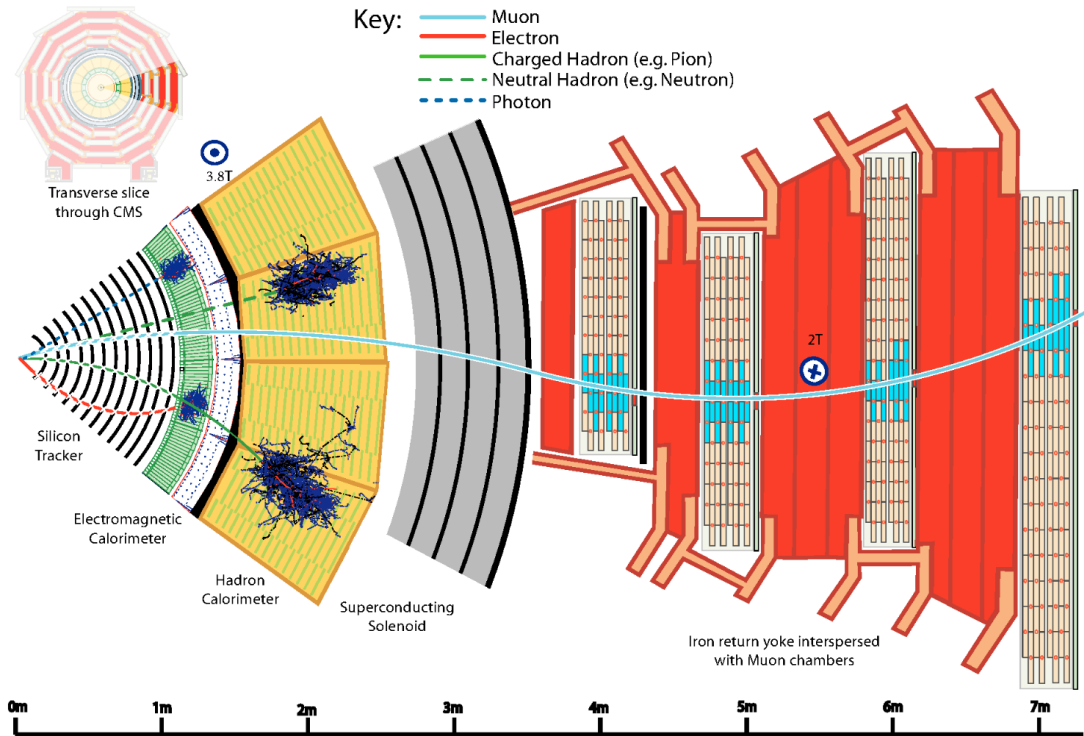 Key:
Muon
Electron
Charged Hadron (e.g. Pion)
Neutral Hadron (e.g. Neutron)
Photon
Transverse slice
through CMS
3.8T
2T
Silicon
Tracker
Electromagnetic
Calorimeter
Hadron
Calorimeter
Superconducting
Solenoid
Iron return yoke interspersed
with Muon chambers
0m 1m 2m 3m 4m 5m 6m 7m